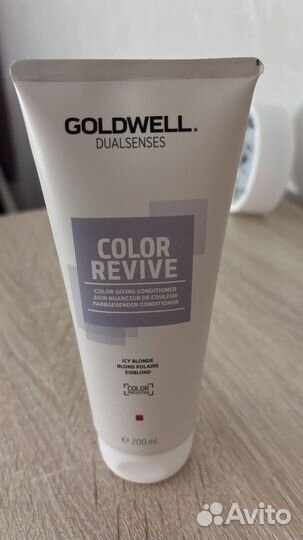 GOLDWELL.
DUALSENSES
COLOR
REVIVE
COLOR GIVING CONDITIONER
SOIN NUANCEUR DE COULEUR
FARBGEBENDER CONDITIONER
ICY BLONDE
BLOND POLAIRE
EISBLOND
COLOR
PROTECTION
℮ 200 mL
Avito